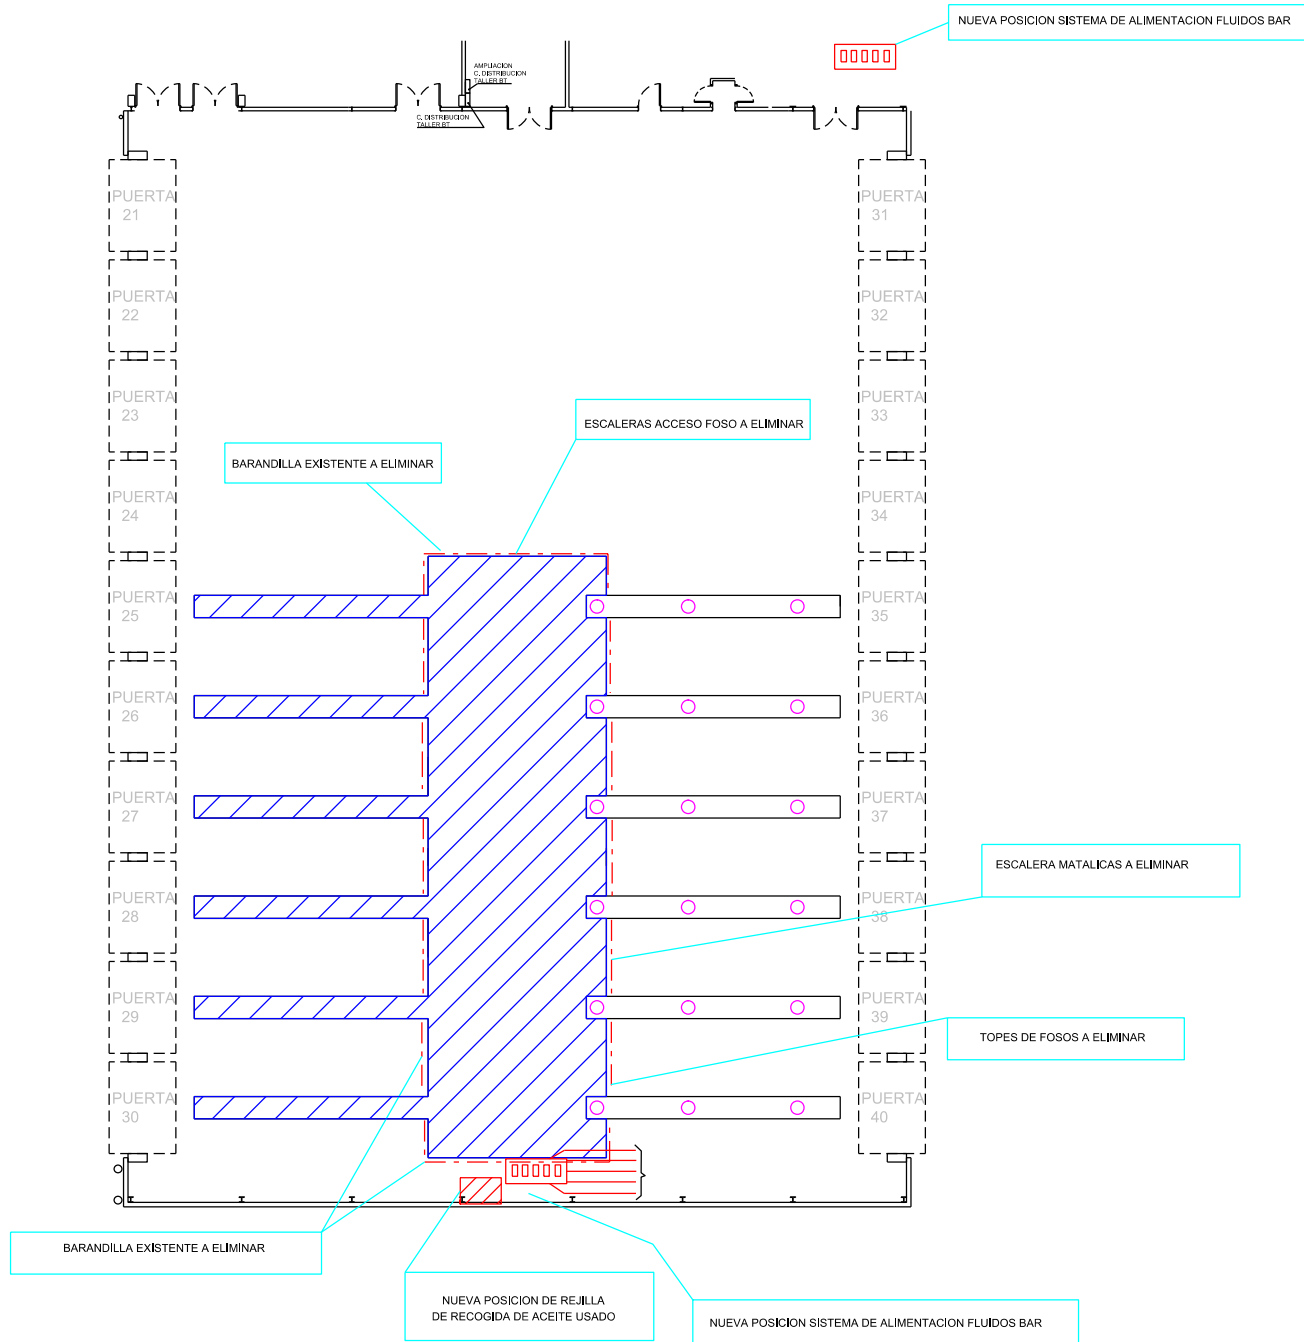 NUEVA POSICION SISTEMA DE ALIMENTACION FLUIDOS BAR
AMPLIACION
C. DISTRIBUCION
TALLER BT
C. DISTRIBUCION
TALLER BT
PUERTA
21
PUERTA
31
PUERTA
22
PUERTA
32
PUERTA
23
PUERTA
33
ESCALERAS ACCESO FOSO A ELIMINAR
BARANDILLA EXISTENTE A ELIMINAR
PUERTA
24
PUERTA
34
PUERTA
25
PUERTA
35
PUERTA
26
PUERTA
36
PUERTA
27
PUERTA
37
ESCALERA MATALICAS A ELIMINAR
PUERTA
28
PUERTA
38
PUERTA
29
PUERTA
39
TOPES DE FOSOS A ELIMINAR
PUERTA
30
PUERTA
40
BARANDILLA EXISTENTE A ELIMINAR
NUEVA POSICION DE REJILLA
DE RECOGIDA DE ACEITE USADO
NUEVA POSICION SISTEMA DE ALIMENTACION FLUIDOS BAR